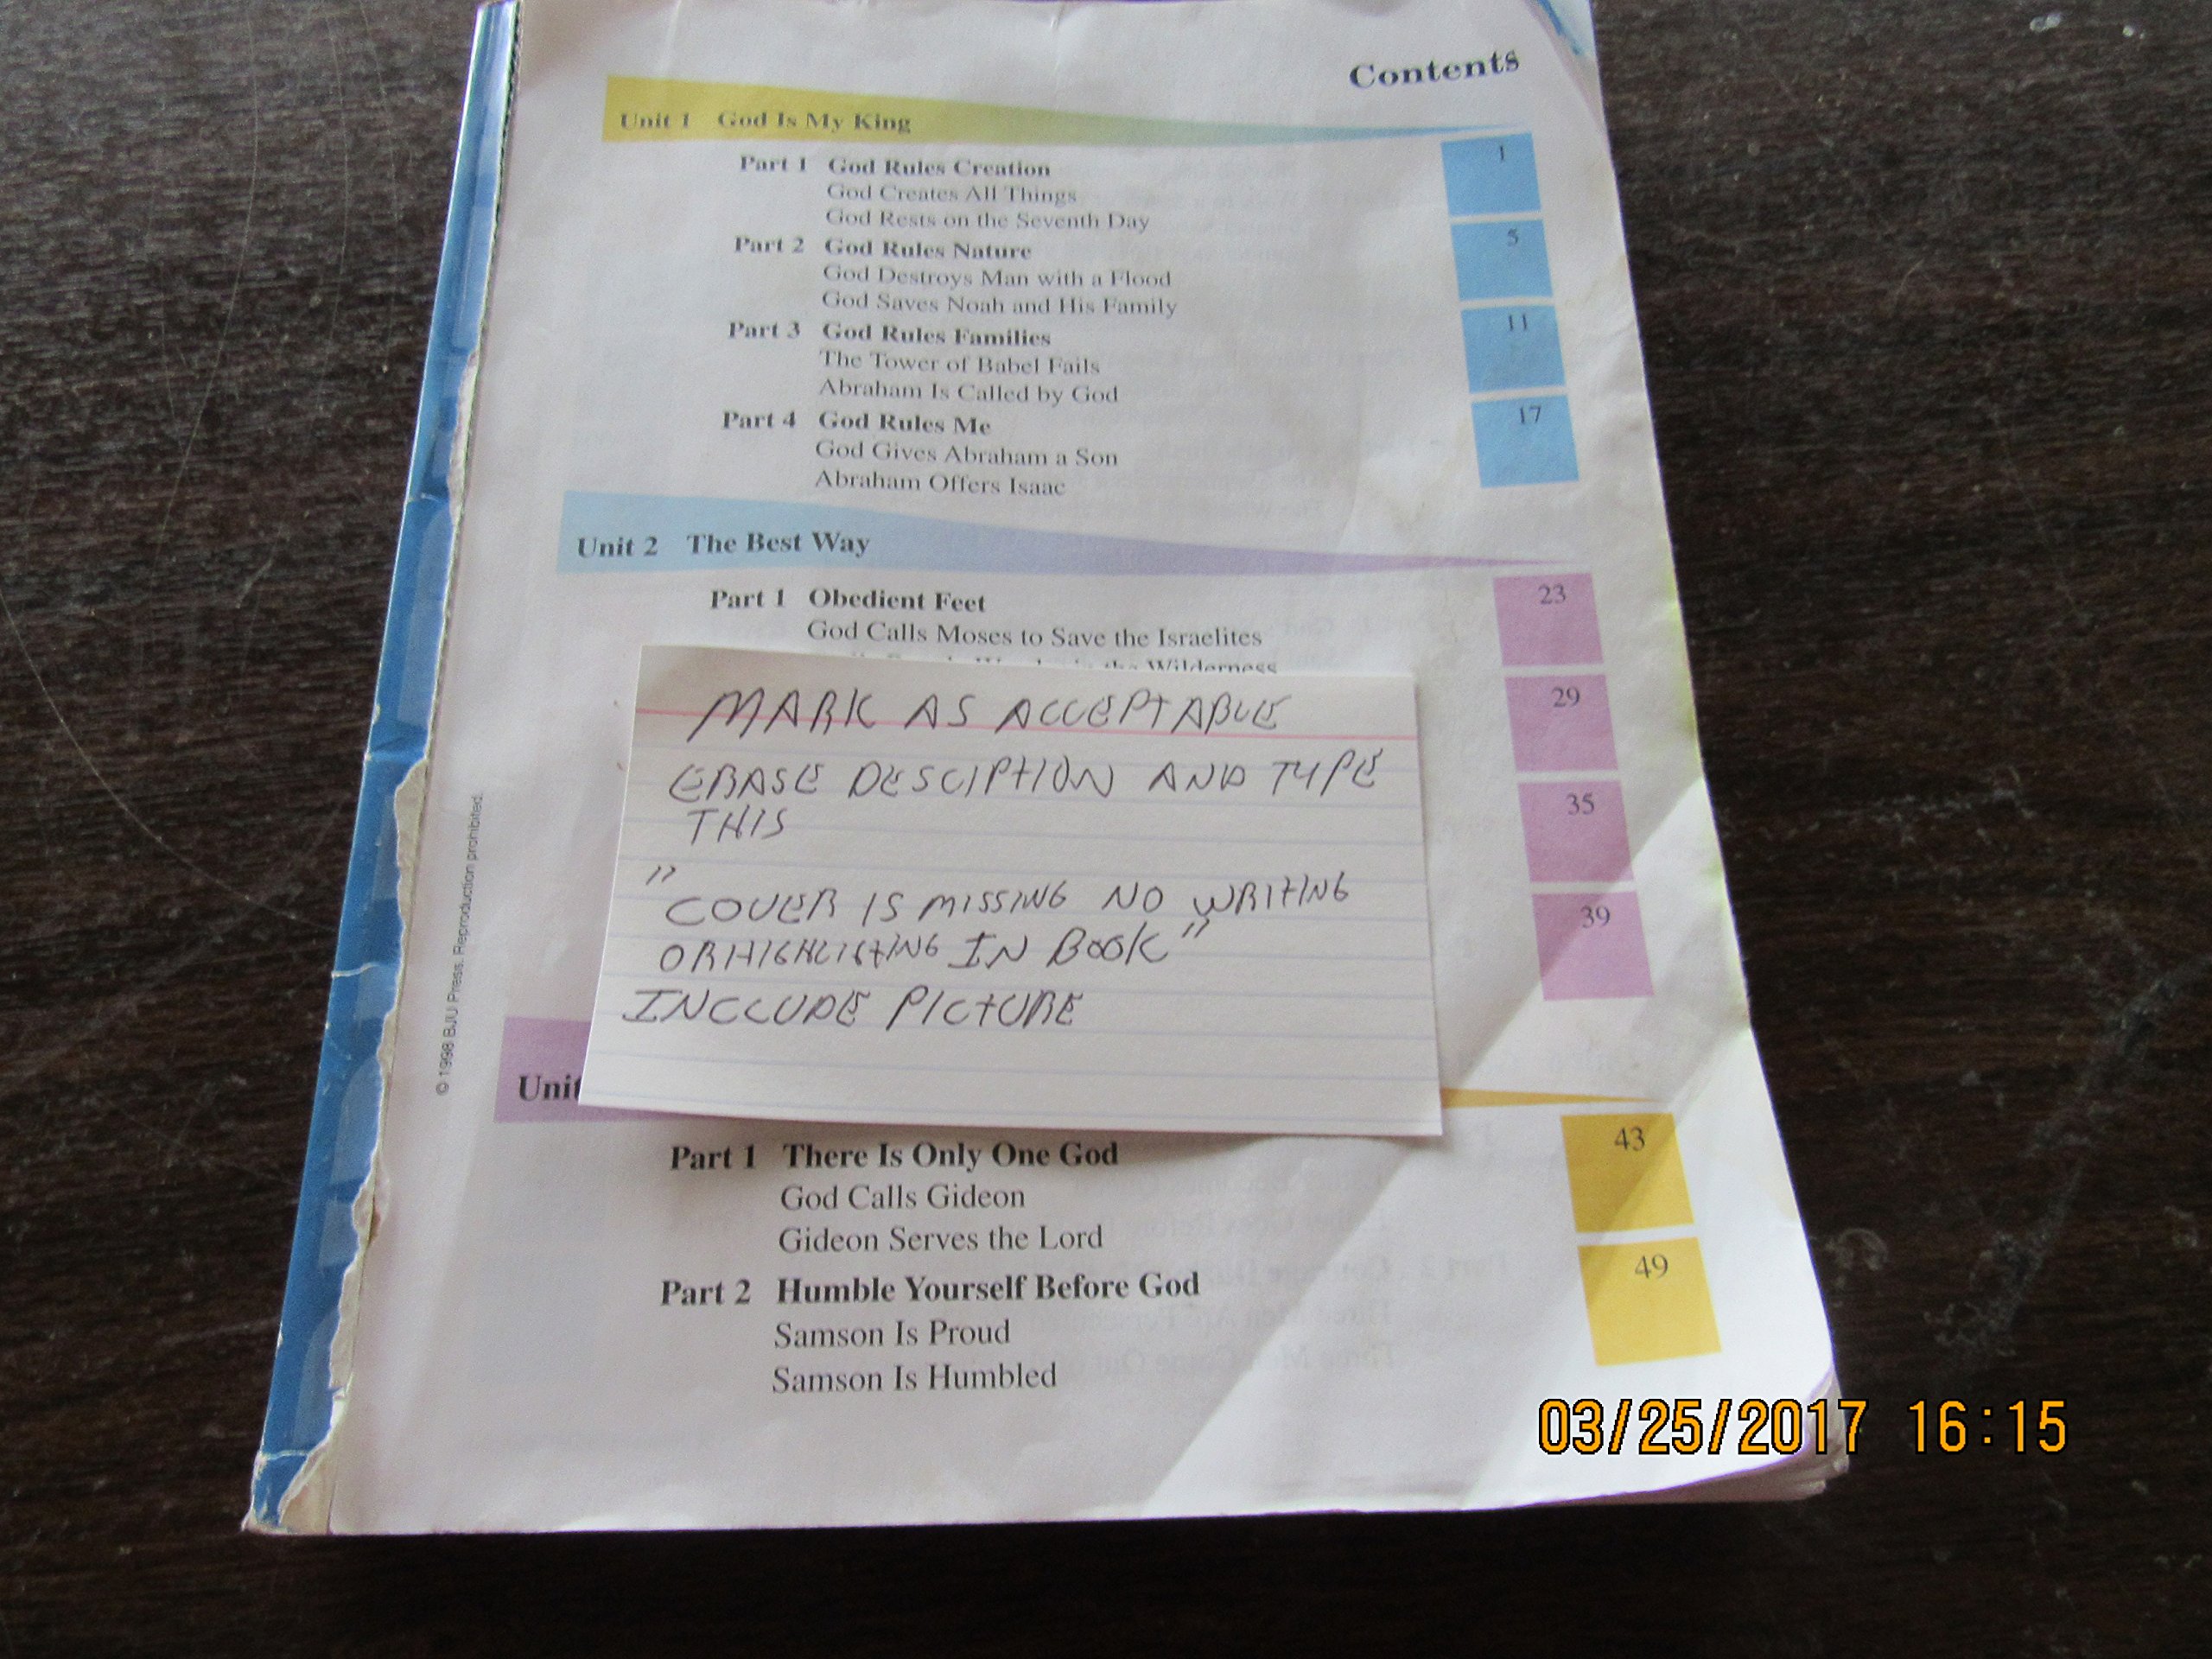 Contents
Unit 1 God Is My King
Part 1 God Rules Creation 1
God Creates All Things
God Rests on the Seventh Day
Part 2 God Rules Nature 5
God Destroys Man with a Flood
God Saves Noah and His Family
Part 3 God Rules Families 11
The Tower of Babel Fails
Abraham Is Called by God
Part 4 God Rules Me 17
God Gives Abraham a Son
Abraham Offers Isaac
Unit 2 The Best Way
Part 1 Obedient Feet 23
God Calls Moses to Save the Israelites
in the Wilderness
29
35
39
MARK AS ACCEPTABLE
ERASE DESCIPTION AND TYPE
THIS
"
COVER IS MISSING NO WRITING
OR HIGHLIGHTING IN BOOK"
INCLUDE PICTURE
Unit
Part 1 There Is Only One God 43
God Calls Gideon
Gideon Serves the Lord
Part 2 Humble Yourself Before God 49
Samson Is Proud
Samson Is Humbled
© 1998 BJU Press. Reproduction prohibited.
03/25/2017 16:15